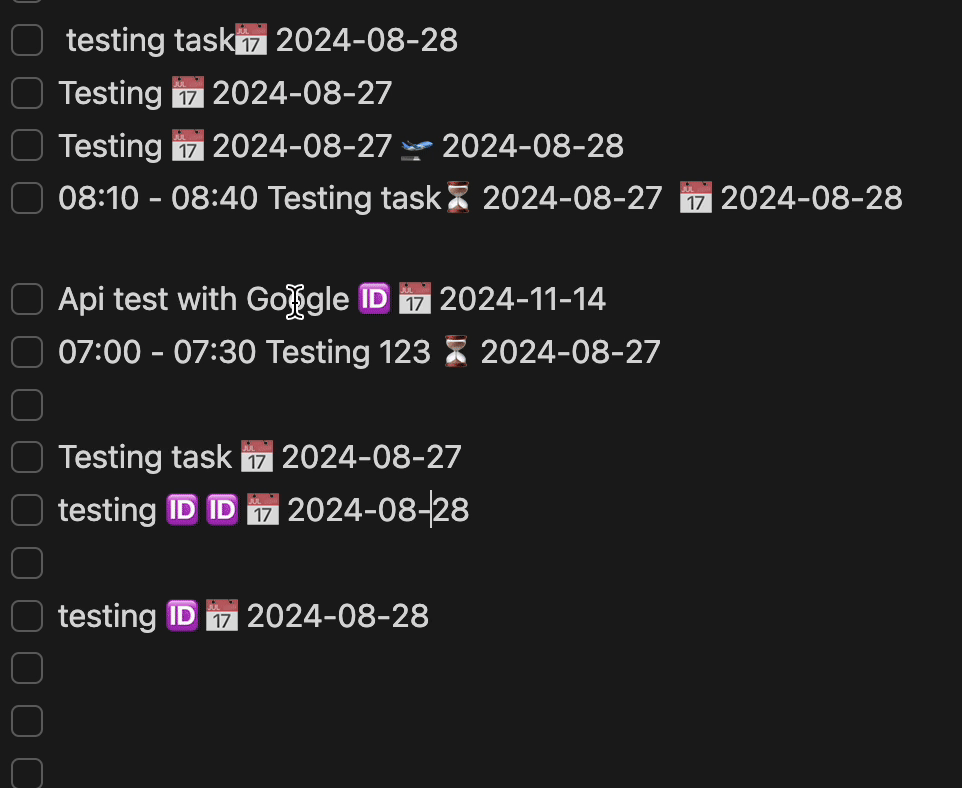 testing task📅 2024-08-28
Testing 📅 2024-08-27
Testing 📅 2024-08-27 🛫 2024-08-28
08:10 - 08:40 Testing task⏳ 2024-08-27 📅 2024-08-28
Api test with Google 🆔 📅 2024-11-14
07:00 - 07:30 Testing 123 ⏳ 2024-08-27
Testing task 📅 2024-08-27
testing 🆔 🆔 📅 2024-08-28
testing 🆔 📅 2024-08-28